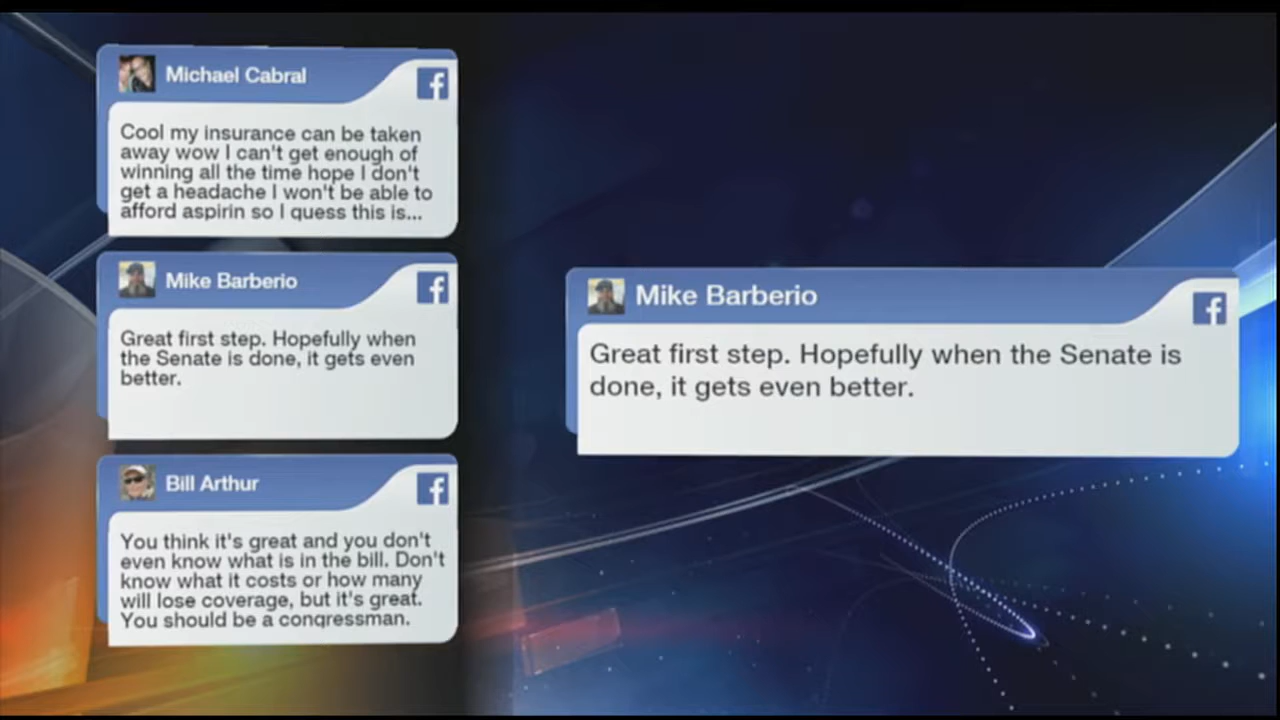 Michael Cabral
Cool my insurance can be taken
away wow I can't get enough of
winning all the time hope I don't
get a headache I won't be able to
afford aspirin so I guess this is...
Mike Barberio
Great first step. Hopefully when
the Senate is done, it gets even
better.
Bill Arthur
You think it's great and you don't
even know what is in the bill. Don't
know what it costs or how many
will lose coverage, but it's great.
You should be a congressman.
Mike Barberio
Great first step. Hopefully when the Senate is
done, it gets even better.